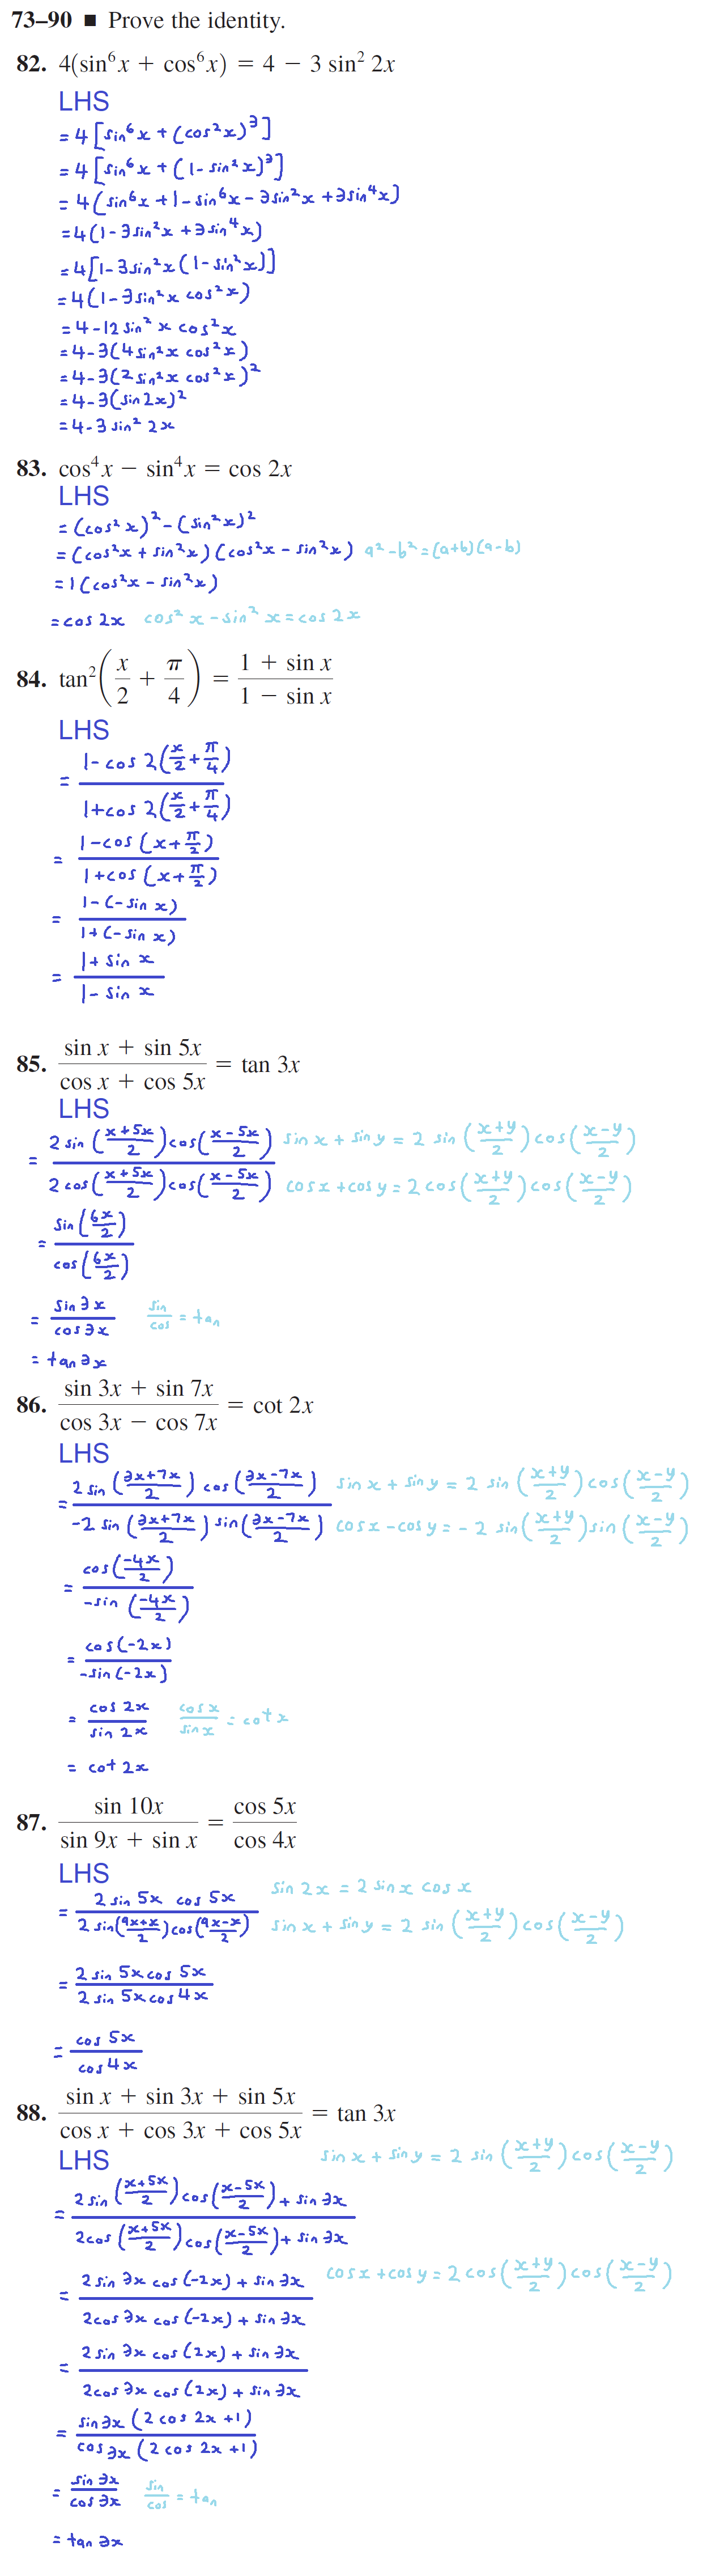 73–90 ■ Prove the identity.
82. 4(sin⁶x + cos⁶x) = 4 − 3 sin² 2x
LHS
= 4 [sin⁶x + (cos²x)³]
= 4 [sin⁶x + (1 - sin²x)³]
= 4 (sin⁶x + 1 - sin⁶x - 3sin²x + 3sin⁴x)
= 4 (1 - 3sin²x + 3sin⁴x)
= 4[1 - 3sin²x (1 - sin²x)]
= 4 (1 - 3sin²x cos²x)
= 4 - 12 sin²x cos²x
= 4 - 3(4sin²x cos²x)
= 4 - 3(2 sin²x cos²x)²
= 4 - 3(sin2x)²
= 4 - 3 sin² 2x
83. cos⁴x − sin⁴x = cos 2x
LHS
= (cos²x)² - (sin²x)²
= (cos²x + sin²x)(cos²x - sin²x) a² - b² = (a+b)(a-b)
= 1 (cos²x - sin²x)
= cos 2x cos²x - sin²x = cos 2x
84. tan²(x/2 + π/4) = (1 + sin x)/(1 − sin x)
LHS
= (1 - cos 2(x/2 + π/4))/(1 + cos 2(x/2 + π/4))
= (1 - cos (x + π/2))/(1 + cos (x + π/2))
= (1 - (-sin x))/(1 + (-sin x))
= (1 + sin x)/(1 - sin x)
85. (sin x + sin 5x)/(cos x + cos 5x) = tan 3x
LHS
= (2 sin ((x+5x)/2) cos((x-5x)/2))/(2 cos((x+5x)/2) cos((x-5x)/2)) sin x + sin y = 2 sin ((x+y)/2) cos((x-y)/2)
cos x + cos y = 2 cos((x+y)/2) cos((x-y)/2)
= sin(6x/2)/cos(6x/2)
= sin 3x/cos 3x sin/cos = tan
= tan 3x
86. (sin 3x + sin 7x)/(cos 3x − cos 7x) = cot 2x
LHS
= (2 sin ((3x+7x)/2) cos ((3x-7x)/2))/(-2 sin ((3x+7x)/2) sin((3x-7x)/2)) sin x + sin y = 2 sin ((x+y)/2) cos((x-y)/2)
cos x - cos y = - 2 sin((x+y)/2) sin((x-y)/2)
= cos(-4x/2)/-sin (-4x/2)
= cos(-2x)/-sin(-2x)
= cos 2x/sin 2x cos x/sin x = cot x
= cot 2x
87. sin 10x/(sin 9x + sin x) = cos 5x/cos 4x
LHS
= (2 sin 5x cos 5x)/(2 sin((9x+x)/2) cos((9x-x)/2)) sin 2x = 2 sin x cos x
sin x + sin y = 2 sin ((x+y)/2) cos((x-y)/2)
= (2 sin 5x cos 5x)/(2 sin 5x cos 4x)
= cos 5x/cos 4x
88. (sin x + sin 3x + sin 5x)/(cos x + cos 3x + cos 5x) = tan 3x
LHS sin x + sin y = 2 sin ((x+y)/2) cos((x-y)/2)
= (2 sin ((x+5x)/2) cos((x-5x)/2) + sin 3x)/(2cos ((x+5x)/2) cos((x-5x)/2) + sin 3x)
= (2 sin 3x cos (-2x) + sin 3x)/(2cos 3x cos (-2x) + sin 3x) cos x + cos y = 2 cos((x+y)/2) cos((x-y)/2)
= (2 sin 3x cos (2x) + sin 3x)/(2cos 3x cos (2x) + sin 3x)
= (sin 3x (2 cos 2x + 1))/(cos 3x (2 cos 2x + 1))
= sin 3x/cos 3x sin/cos = tan
= tan 3x